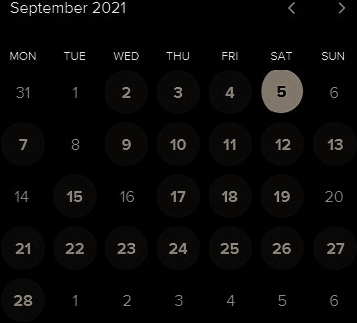 September 2021 < >
MON TUE WED THU FRI SAT SUN
31 1 2 3 4 5 6
7 8 9 10 11 12 13
14 15 16 17 18 19 20
21 22 23 24 25 26 27
28 1 2 3 4 5 6